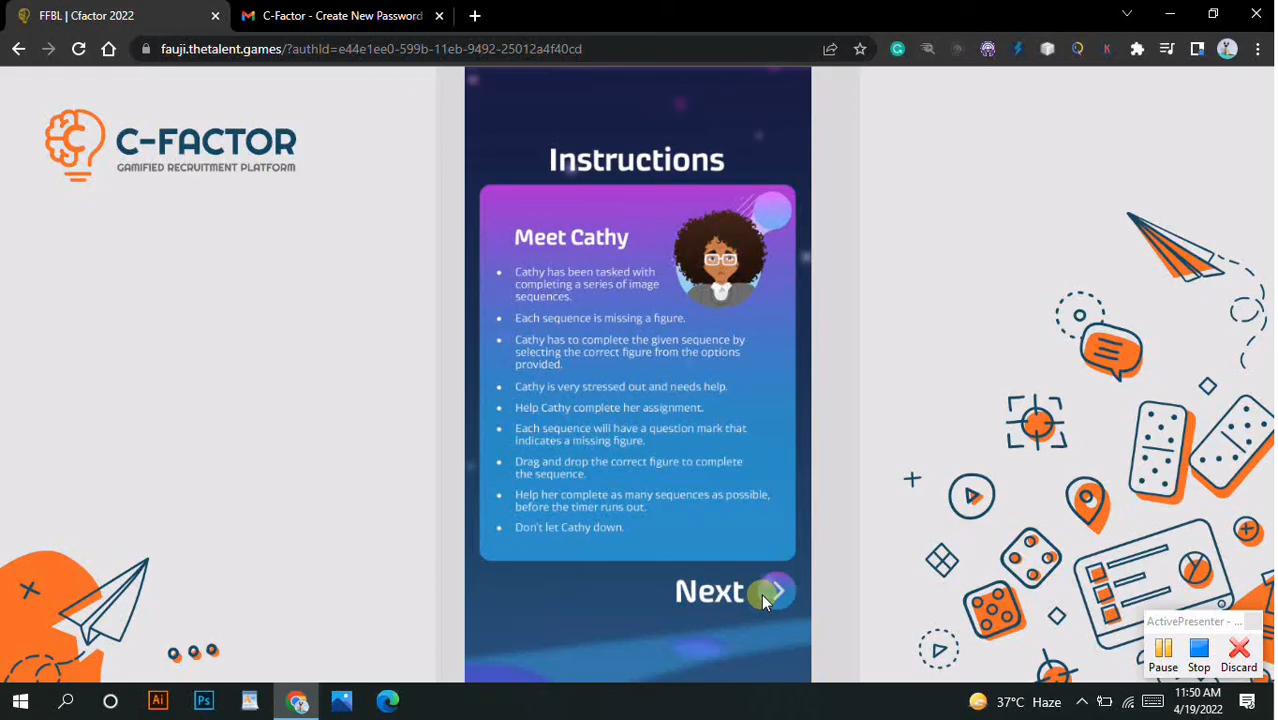 FFBL | Cfactor 2022
C-Factor - Create New Password
fauji.thetalent.games/?authId=e44e1ee0-599b-11eb-9492-25012a4f40cd
C-FACTOR
GAMIFIED RECRUITMENT PLATFORM
Instructions
Meet Cathy
Cathy has been tasked with
completing a series of image
sequences.
Each sequence is missing a figure.
Cathy has to complete the given sequence by
selecting the correct figure from the options
provided.
Cathy is very stressed out and needs help.
Help Cathy complete her assignment.
Each sequence will have a question mark that
indicates a missing figure.
Drag and drop the correct figure to complete
the sequence.
Help her complete as many sequences as possible,
before the timer runs out.
Don't let Cathy down.
Next
ActivePresenter - ...
Pause Stop Discard
Ai Ps
37°C Haze
11:50 AM
4/19/2022